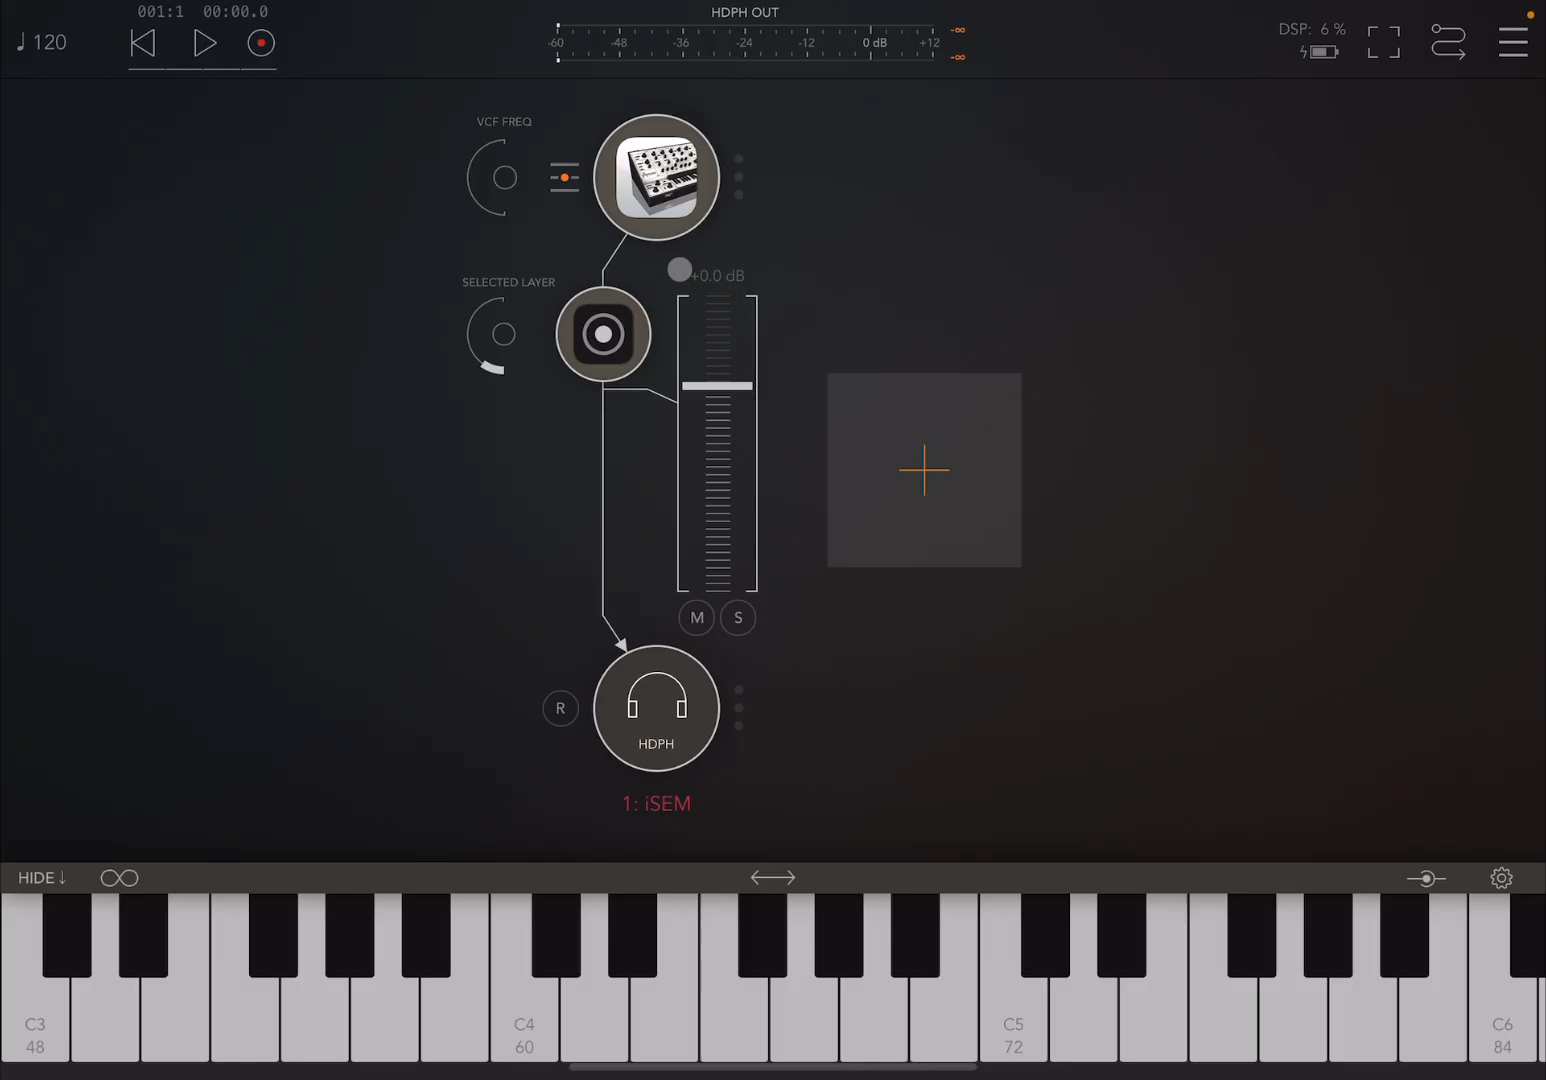 001:1 00:00.0
♩ 120
HDPH OUT
-60 -48 -36 -24 -12 0 dB +12
-∞
-∞
DSP: 6 %
VCF FREQ
+0.0 dB
SELECTED LAYER
M S
R
HDPH
1: iSEM
HIDE↓
C3 C4 C5 C6
48 60 72 84